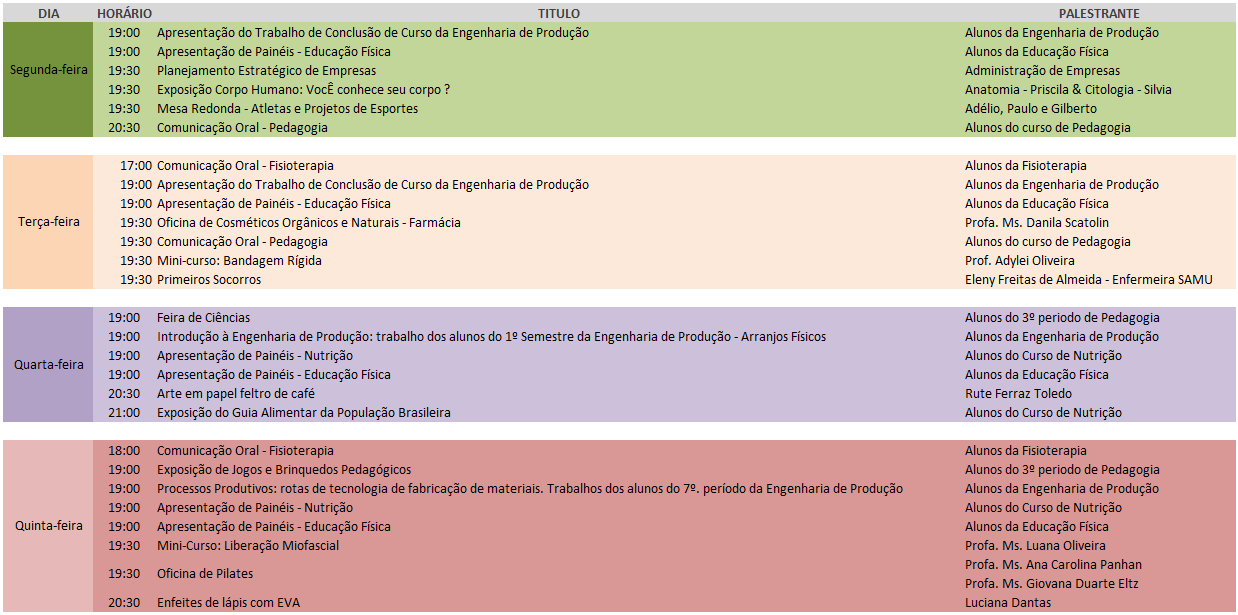 DIA HORÁRIO TITULO PALESTRANTE
Segunda-feira
19:00 Apresentação do Trabalho de Conclusão de Curso da Engenharia de Produção Alunos da Engenharia de Produção
19:00 Apresentação de Painéis - Educação Física Alunos da Educação Física
19:30 Planejamento Estratégico de Empresas Administração de Empresas
19:30 Exposição Corpo Humano: VocÊ conhece seu corpo ? Anatomia - Priscila & Citologia - Silvia
19:30 Mesa Redonda - Atletas e Projetos de Esportes Adélio, Paulo e Gilberto
20:30 Comunicação Oral - Pedagogia Alunos do curso de Pedagogia
Terça-feira
17:00 Comunicação Oral - Fisioterapia Alunos da Fisioterapia
19:00 Apresentação do Trabalho de Conclusão de Curso da Engenharia de Produção Alunos da Engenharia de Produção
19:00 Apresentação de Painéis - Educação Física Alunos da Educação Física
19:30 Oficina de Cosméticos Orgânicos e Naturais - Farmácia Profa. Ms. Danila Scatolin
19:30 Comunicação Oral - Pedagogia Alunos do curso de Pedagogia
19:30 Mini-curso: Bandagem Rígida Prof. Adylei Oliveira
19:30 Primeiros Socorros Eleny Freitas de Almeida - Enfermeira SAMU
Quarta-feira
19:00 Feira de Ciências Alunos do 3º periodo de Pedagogia
19:00 Introdução à Engenharia de Produção: trabalho dos alunos do 1º Semestre da Engenharia de Produção - Arranjos Físicos Alunos da Engenharia de Produção
19:00 Apresentação de Painéis - Nutrição Alunos do Curso de Nutrição
19:00 Apresentação de Painéis - Educação Física Alunos da Educação Física
20:30 Arte em papel feltro de café Rute Ferraz Toledo
21:00 Exposição do Guia Alimentar da População Brasileira Alunos do Curso de Nutrição
Quinta-feira
18:00 Comunicação Oral - Fisioterapia Alunos da Fisioterapia
19:00 Exposição de Jogos e Brinquedos Pedagógicos Alunos do 3º periodo de Pedagogia
19:00 Processos Produtivos: rotas de tecnologia de fabricação de materiais. Trabalhos dos alunos do 7º. período da Engenharia de Produção Alunos da Engenharia de Produção
19:00 Apresentação de Painéis - Nutrição Alunos do Curso de Nutrição
19:00 Apresentação de Painéis - Educação Física Alunos da Educação Física
19:30 Mini-Curso: Liberação Miofascial Profa. Ms. Luana Oliveira
19:30 Oficina de Pilates Profa. Ms. Ana Carolina Panhan
Profa. Ms. Giovana Duarte Eltz
20:30 Enfeites de lápis com EVA Luciana Dantas